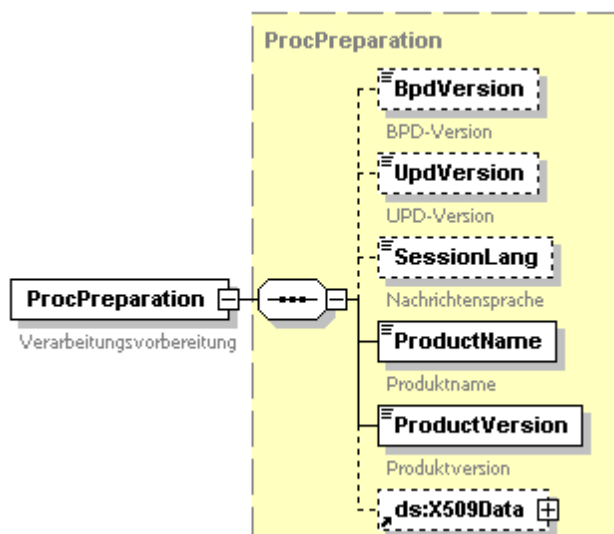 ProcPreparation
BpdVersion
BPD-Version
UpdVersion
UPD-Version
SessionLang
Nachrichtensprache
ProcPreparation
Verarbeitungsvorbereitung
ProductName
Produktname
ProductVersion
Produktversion
ds:X509Data